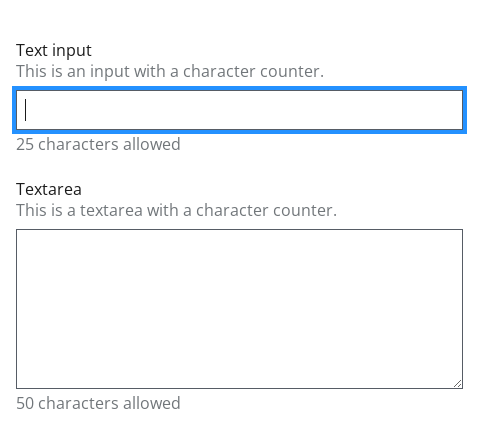 Text input
This is an input with a character counter.
25 characters allowed
Textarea
This is a textarea with a character counter.
50 characters allowed